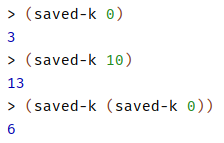 > (saved-k 0)
3
> (saved-k 10)
13
> (saved-k (saved-k 0))
6